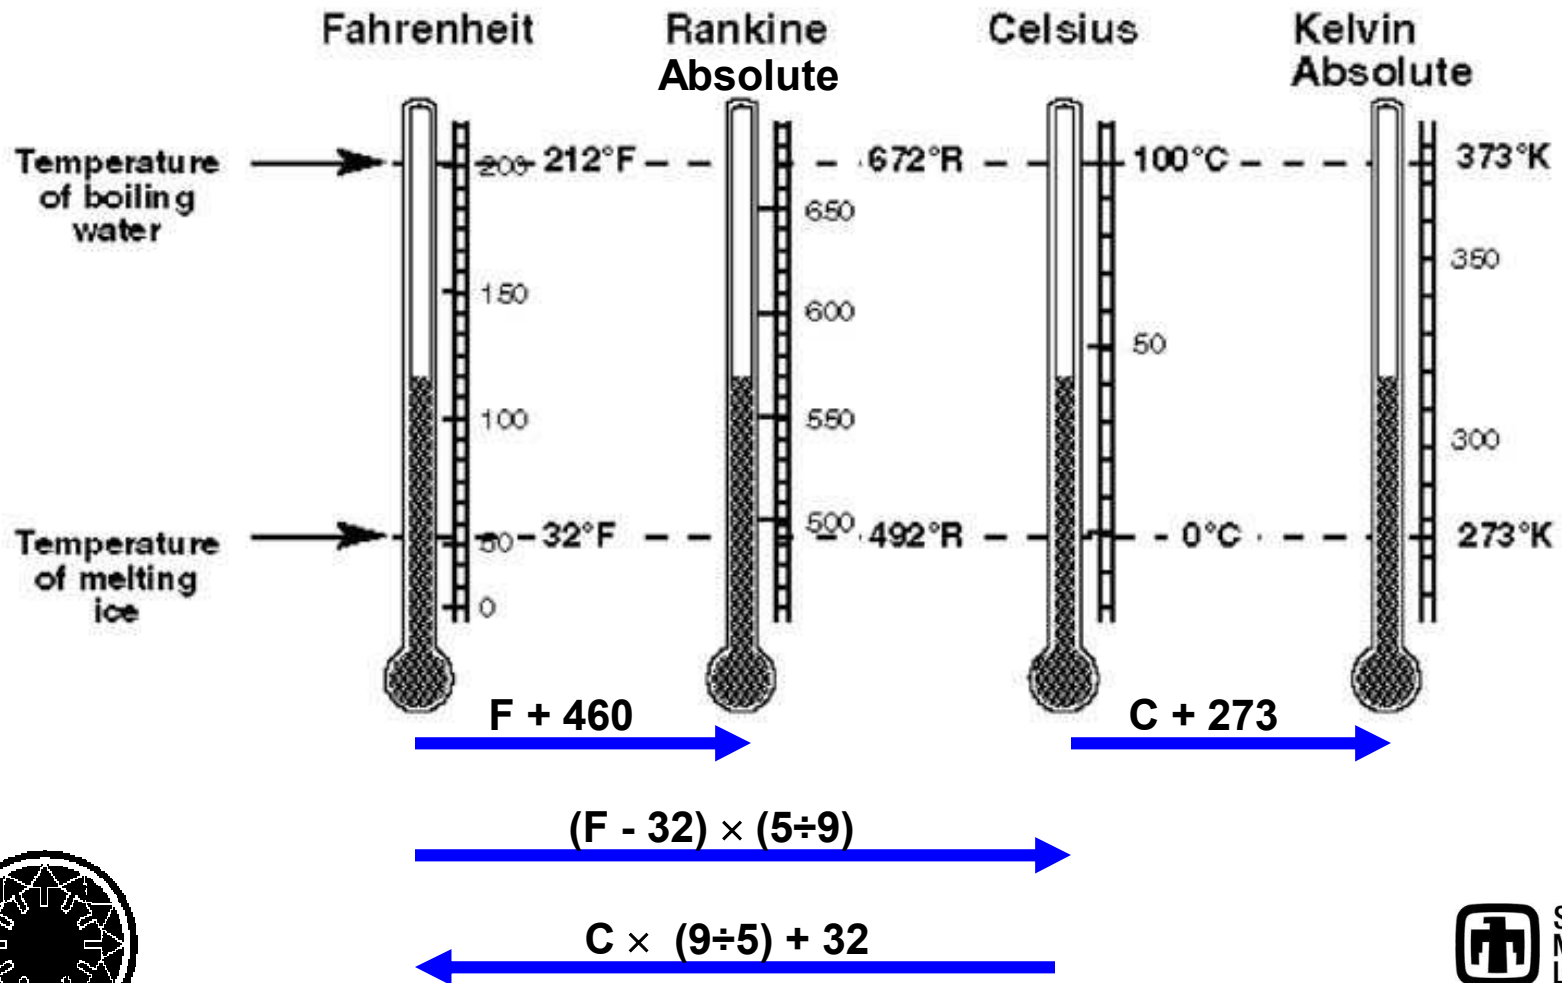 Fahrenheit
Rankine
Absolute
Celsius
Kelvin
Absolute
Temperature
of boiling
water
200 212°F 672°R 100°C 373°K
650
350
150
600
50
100
550
300
500
Temperature
of melting
ice
50 32°F 492°R 0°C 273°K
0
F + 460
C + 273
(F - 32) × (5÷9)
C × (9÷5) + 32